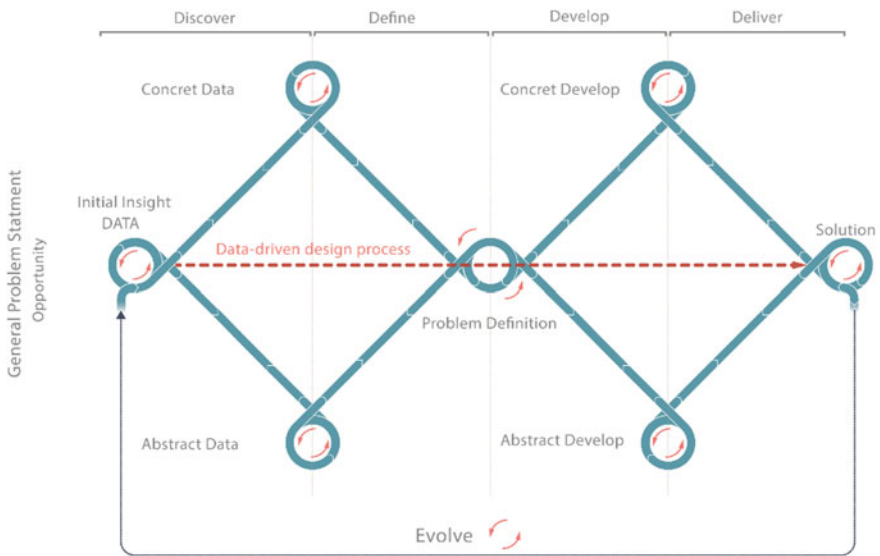 Discover
Define
Develop
Deliver
Concret Data
Concret Develop
General Problem Statment
Opportunity
Initial Insight
DATA
Data-driven design process
Solution
Problem Definition
Abstract Data
Abstract Develop
Evolve